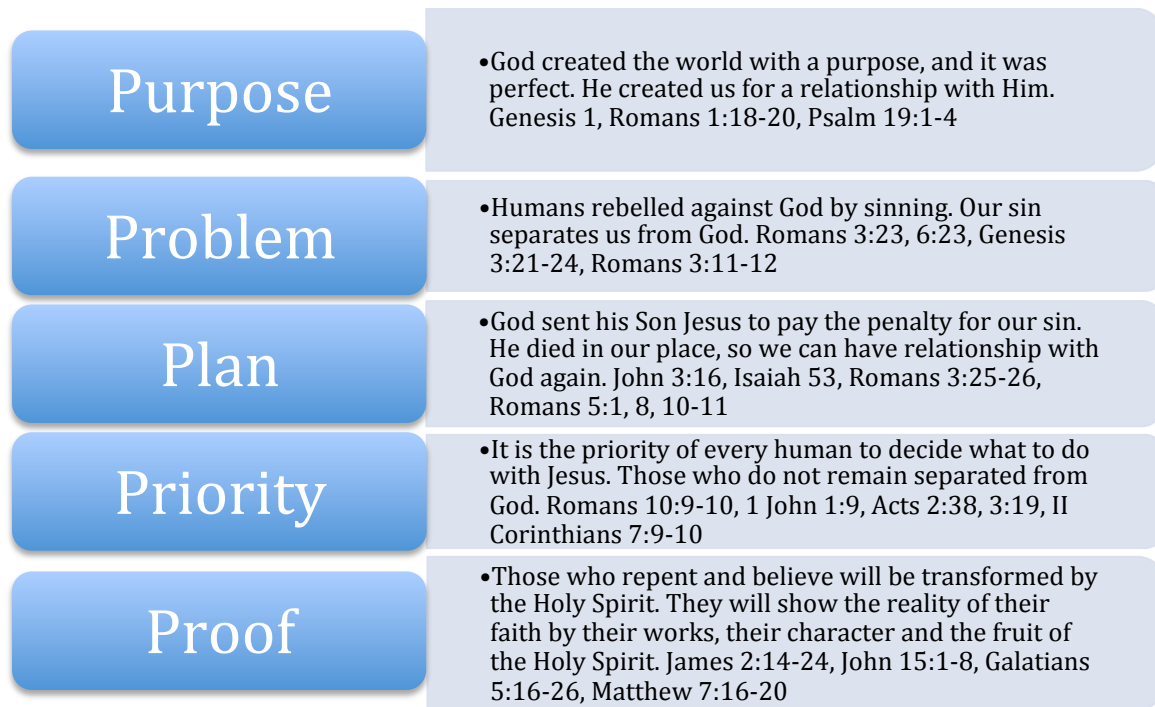 Purpose
•God created the world with a purpose, and it was
perfect. He created us for a relationship with Him.
Genesis 1, Romans 1:18-20, Psalm 19:1-4
Problem
•Humans rebelled against God by sinning. Our sin
separates us from God. Romans 3:23, 6:23, Genesis
3:21-24, Romans 3:11-12
Plan
•God sent his Son Jesus to pay the penalty for our sin.
He died in our place, so we can have relationship with
God again. John 3:16, Isaiah 53, Romans 3:25-26,
Romans 5:1, 8, 10-11
Priority
•It is the priority of every human to decide what to do
with Jesus. Those who do not remain separated from
God. Romans 10:9-10, 1 John 1:9, Acts 2:38, 3:19, II
Corinthians 7:9-10
Proof
•Those who repent and believe will be transformed by
the Holy Spirit. They will show the reality of their
faith by their works, their character and the fruit of
the Holy Spirit. James 2:14-24, John 15:1-8, Galatians
5:16-26, Matthew 7:16-20